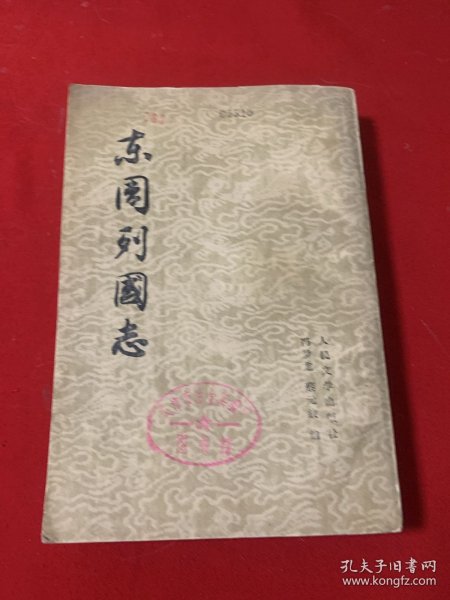 东周列國志
人民文学出版社
冯梦龙 蔡元放 编
孔夫子旧书网
www.kongfz.com